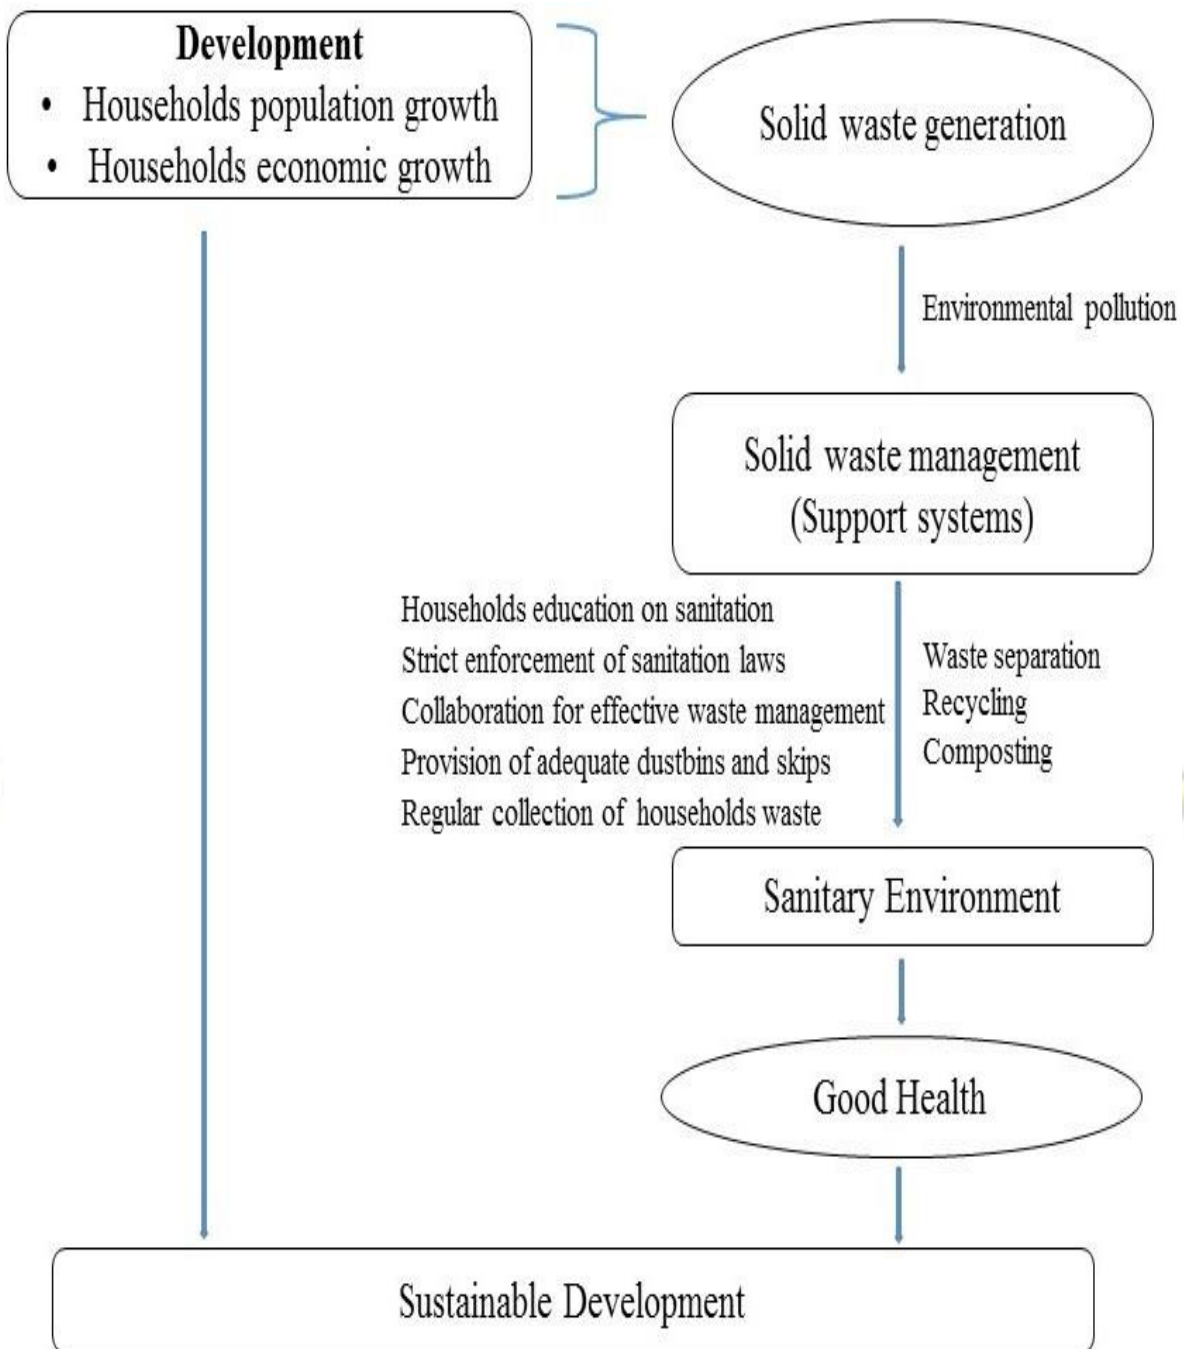 Development
• Households population growth
• Households economic growth
Solid waste generation
Environmental pollution
Solid waste management
(Support systems)
Households education on sanitation
Strict enforcement of sanitation laws
Collaboration for effective waste management
Provision of adequate dustbins and skips
Regular collection of households waste
Waste separation
Recycling
Composting
Sanitary Environment
Good Health
Sustainable Development